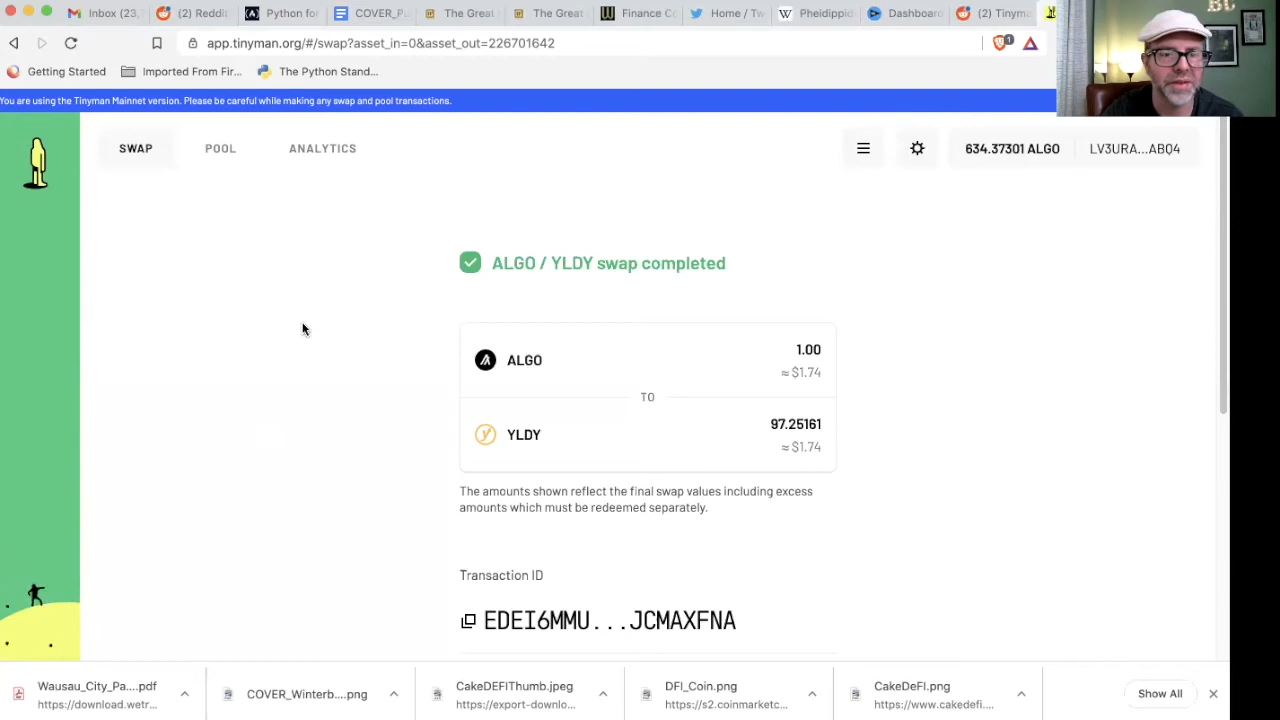 Inbox (23,
(2) Reddi
Python for
COVER_P
The Great
The Great
Finance Co
Home / Tw
Pheidippid
Dashboard
(2) Tinyma
app.tinyman.org/#/swap?asset_in=0&asset_out=226701642
1
Getting Started
Imported From Fir...
The Python Stand...
You are using the Tinyman Mainnet version. Please be careful while making any swap and pool transactions.
SWAP
POOL
ANALYTICS
634.37301 ALGO
LV3URA...ABQ4
ALGO / YLDY swap completed
ALGO
1.00
≈ $1.74
TO
YLDY
97.25161
≈ $1.74
The amounts shown reflect the final swap values including excess
amounts which must be redeemed separately.
Transaction ID
EDEI6MMU...JCMAXFNA
Wausau_City_Pa....pdf
https://download.wetr...
COVER_Winterb....png
CakeDEFIThumb.jpeg
https://export-downlo...
DFI_Coin.png
https://s2.coinmarketc...
CakeDeFi.png
https://www.cakedefi....
Show All